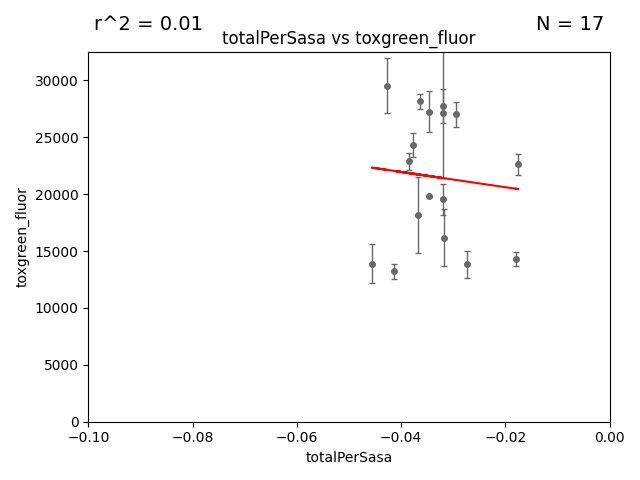 r^2 = 0.01
N = 17
totalPerSasa vs toxgreen_fluor
30000
25000
20000
15000
10000
5000
0
toxgreen_fluor
−0.10
−0.08
−0.06
−0.04
−0.02
0.00
totalPerSasa